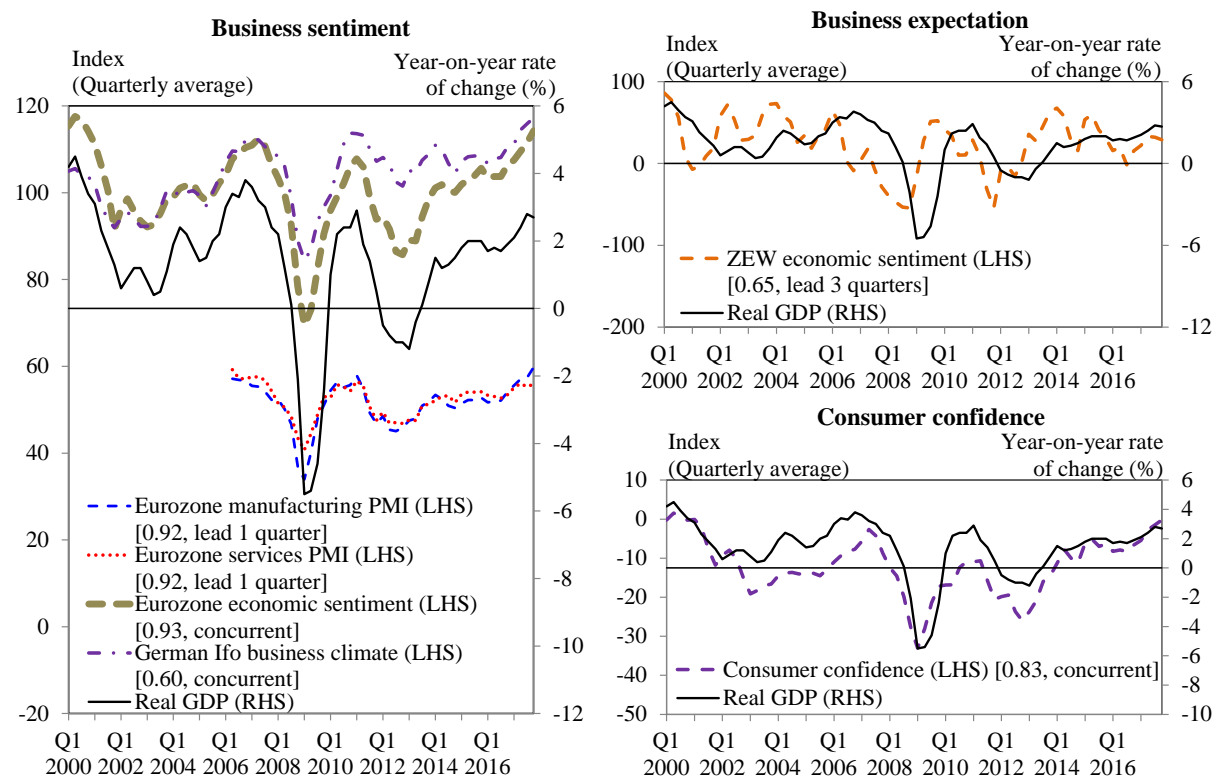 Business sentiment
Index
(Quarterly average)
Year-on-year rate
of change (%)
120
100
80
60
40
20
0
-20
6
4
2
0
-2
-4
-6
-8
-10
-12
Eurozone manufacturing PMI (LHS)
[0.92, lead 1 quarter]
Eurozone services PMI (LHS)
[0.92, lead 1 quarter]
Eurozone economic sentiment (LHS)
[0.93, concurrent]
German Ifo business climate (LHS)
[0.60, concurrent]
Real GDP (RHS)
Q1 Q1 Q1 Q1 Q1 Q1 Q1 Q1 Q1
2000 2002 2004 2006 2008 2010 2012 2014 2016
Business expectation
Index
(Quarterly average)
Year-on-year rate
of change (%)
100
0
-100
-200
6
0
-6
-12
ZEW economic sentiment (LHS)
[0.65, lead 3 quarters]
Real GDP (RHS)
Q1 Q1 Q1 Q1 Q1 Q1 Q1 Q1 Q1
2000 2002 2004 2006 2008 2010 2012 2014 2016
Consumer confidence
Index
(Quarterly average)
Year-on-year rate
of change (%)
10
0
-10
-20
-30
-40
-50
6
4
2
0
-2
-4
-6
-8
-10
Consumer confidence (LHS) [0.83, concurrent]
Real GDP (RHS)
Q1 Q1 Q1 Q1 Q1 Q1 Q1 Q1 Q1
2000 2002 2004 2006 2008 2010 2012 2014 2016